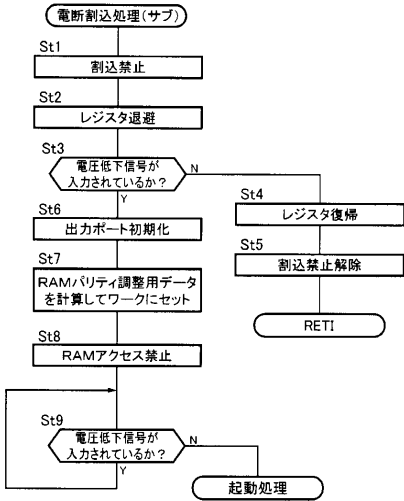 電断割込処理(サブ)
St1
割込禁止
St2
レジスタ退避
St3
電圧低下信号が
入力されているか?
N
Y
St4
レジスタ復帰
St5
割込禁止解除
RETI
St6
出力ポート初期化
St7
RAMパリティ調整用データ
を計算してワークにセット
St8
RAMアクセス禁止
St9
電圧低下信号が
入力されているか?
N
Y
起動処理